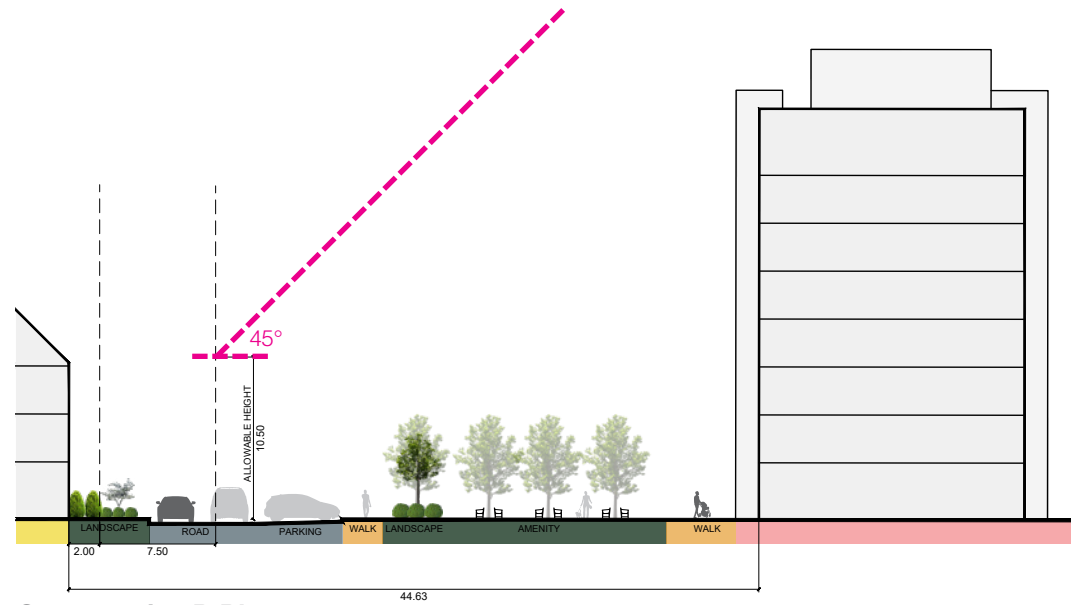 45°
ALLOWABLE HEIGHT
10.50
LANDSCAPE
ROAD
PARKING
WALK
LANDSCAPE
AMENITY
WALK
2.00
7.50
44.63